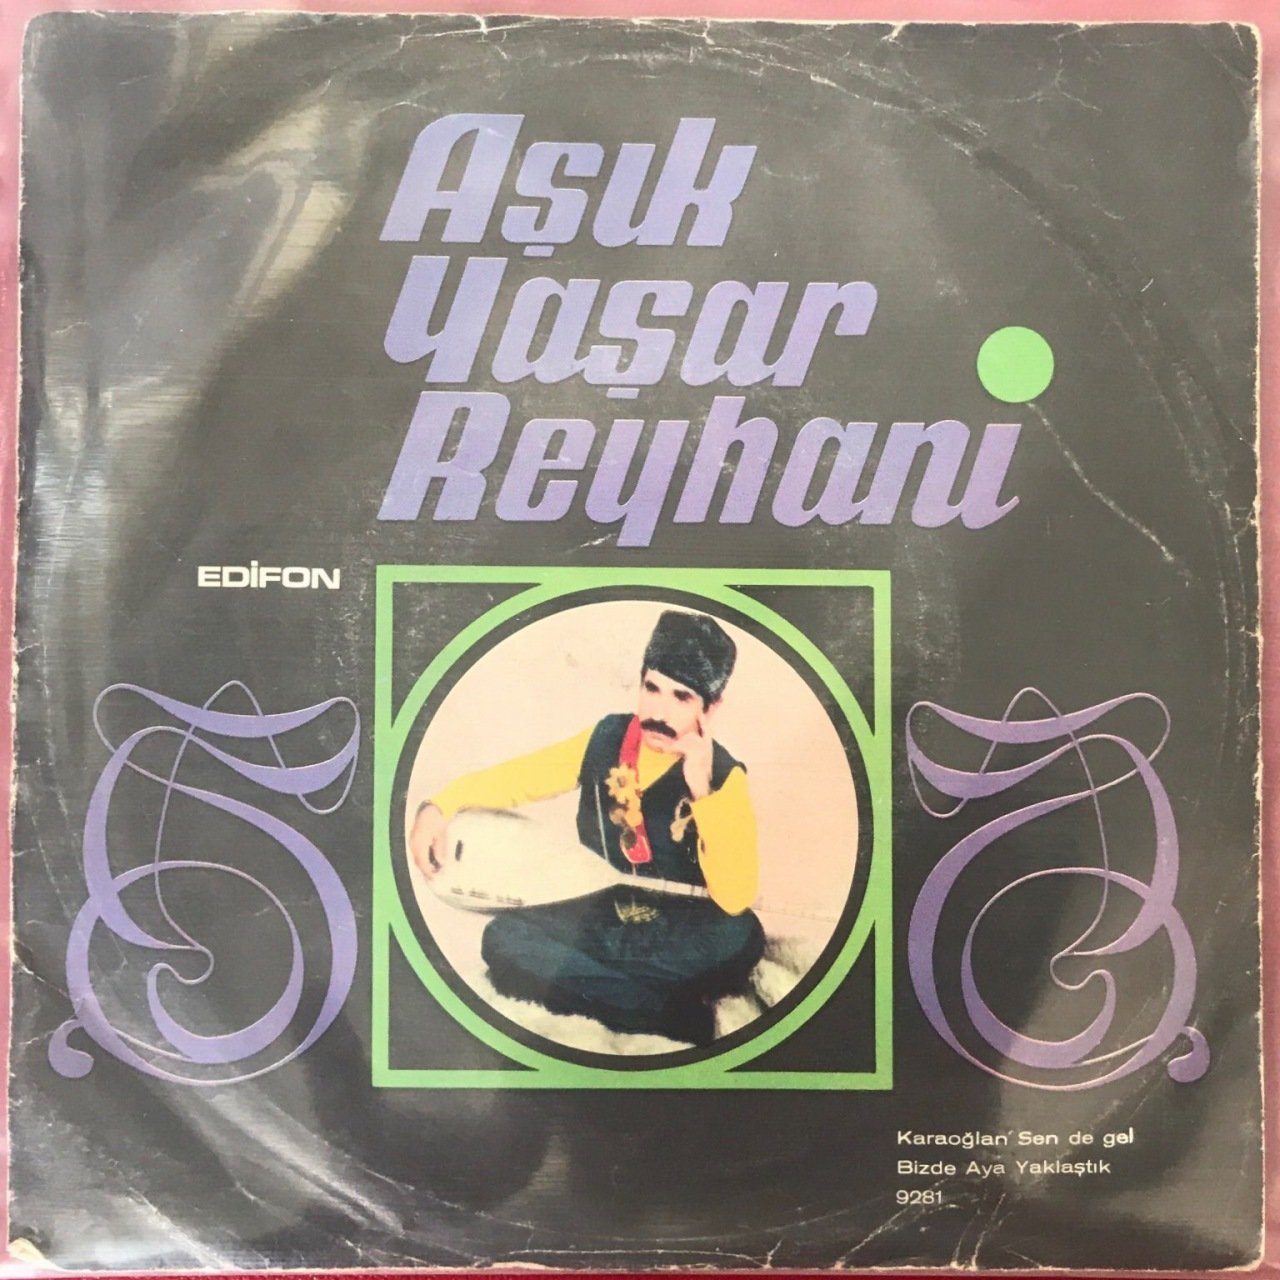 Aşık
Yaşar
Reyhani
EDİFON
Karaoğlan Sen de gel
Bizde Aya Yaklaştık
9281